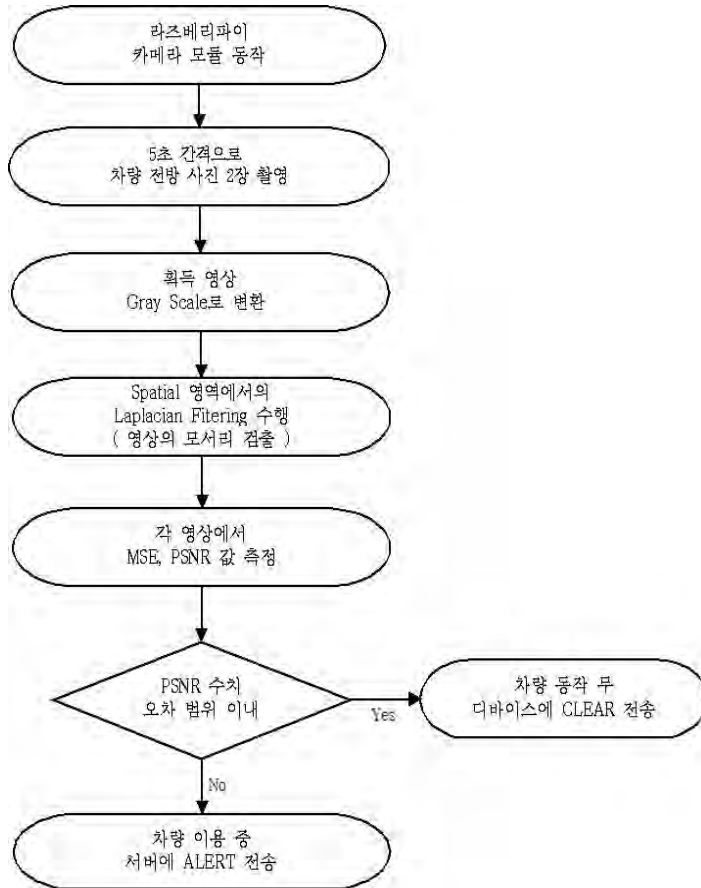 라즈베리파이
카메라 모듈 동작
5초 간격으로
차량 전방 사진 2장 촬영
획득 영상
Gray Scale로 변환
Spatial 영역에서의
Laplacian Fitering 수행
( 영상의 모서리 검출 )
각 영상에서
MSE, PSNR 값 측정
PSNR 수치
오차 범위 이내
Yes
차량 동작 무
디바이스에 CLEAR 전송
No
차량 이용 중
서버에 ALERT 전송